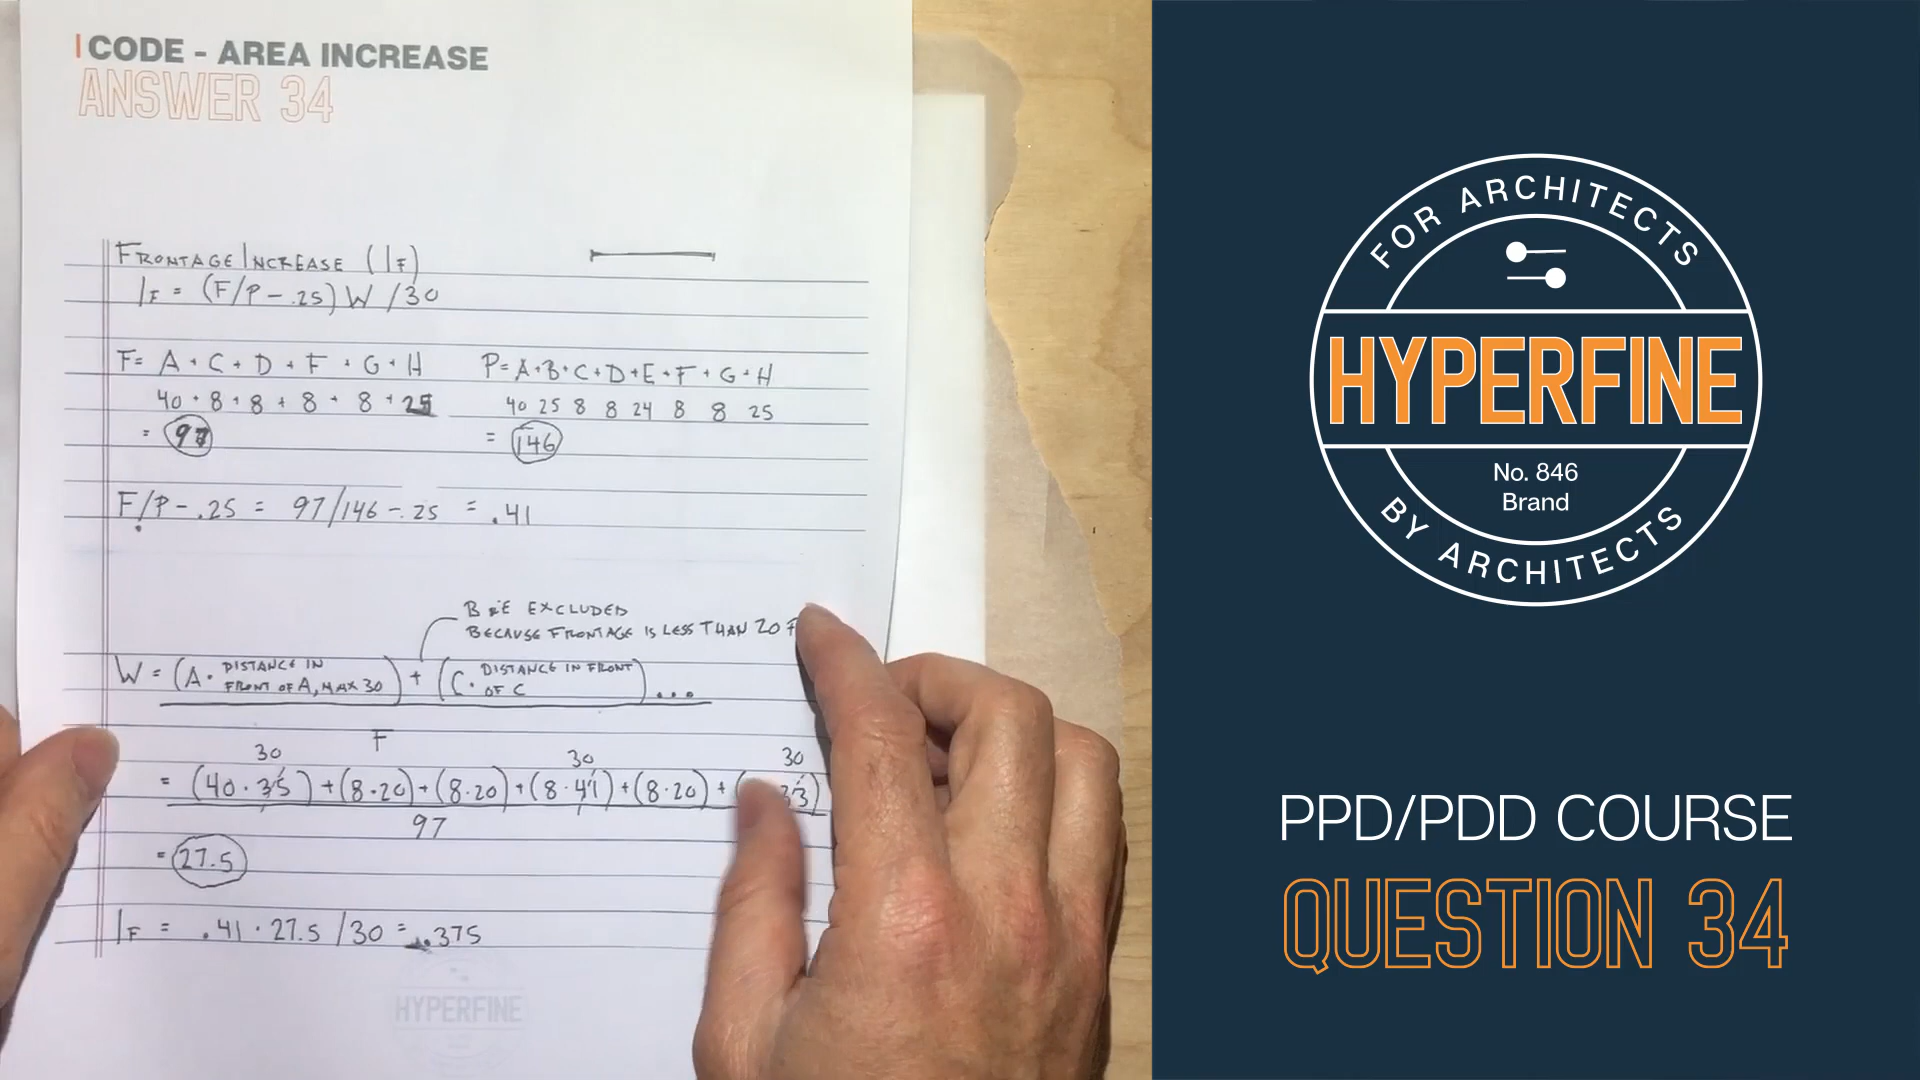 CODE - AREA INCREASE
ANSWER 34
FRONTAGE INCREASE (IF)
IF = (F/P - .25) W /30
F= A + C + D + F + G + H
P= A+B+C+D+E+F+G+H
40 + 8 + 8 + 8 + 8 + 25
40 25 8 8 24 8 8 25
= 97
= 146
F/P - .25 = 97/146 - .25 = .41
B & E EXCLUDED
BECAUSE FRONTAGE IS LESS THAN 20 F
W = (A · DISTANCE IN FRONT OF A, MAX 30) + (C · DISTANCE IN FRONT OF C) ...
F
30 30 30
= (40 · 35) + (8·20) + (8·20) + (8·41) + (8·20) + ( 33)
97
= 27.5
IF = .41 · 27.5 /30 = .375
HYPERFINE
FOR ARCHITECTS
HYPERFINE
No. 846
Brand
BY ARCHITECTS
PPD/PDD COURSE
QUESTION 34